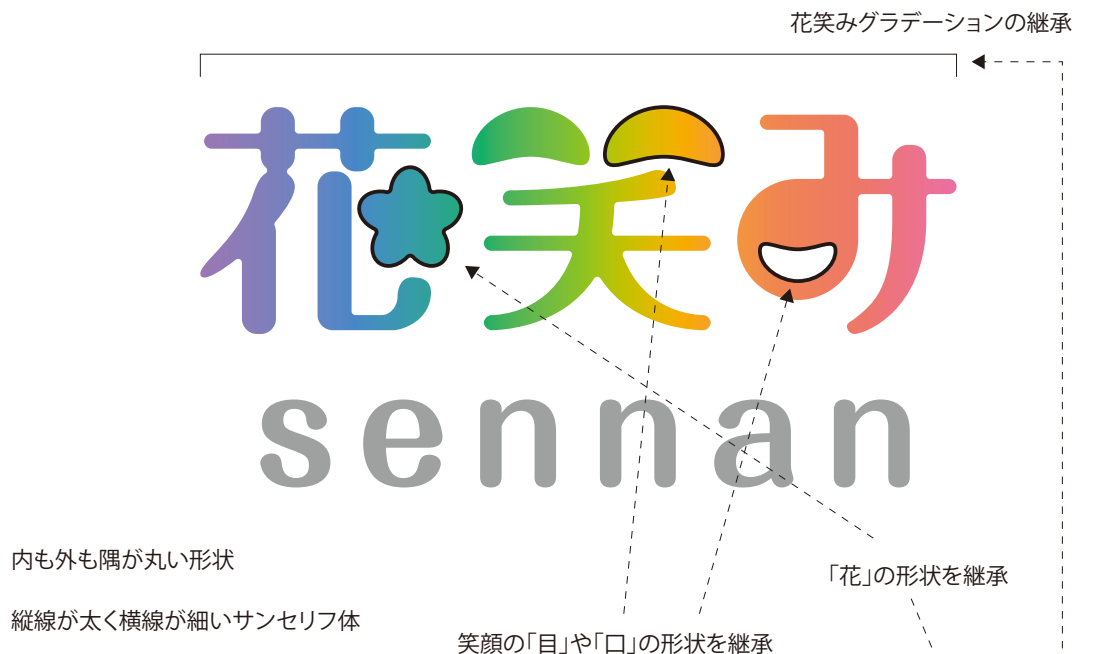 花笑みグラデーションの継承
花笑み
sennan
内も外も隅が丸い形状
「花」の形状を継承
縦線が太く横線が細いサンセリフ体
笑顔の「目」や「口」の形状を継承